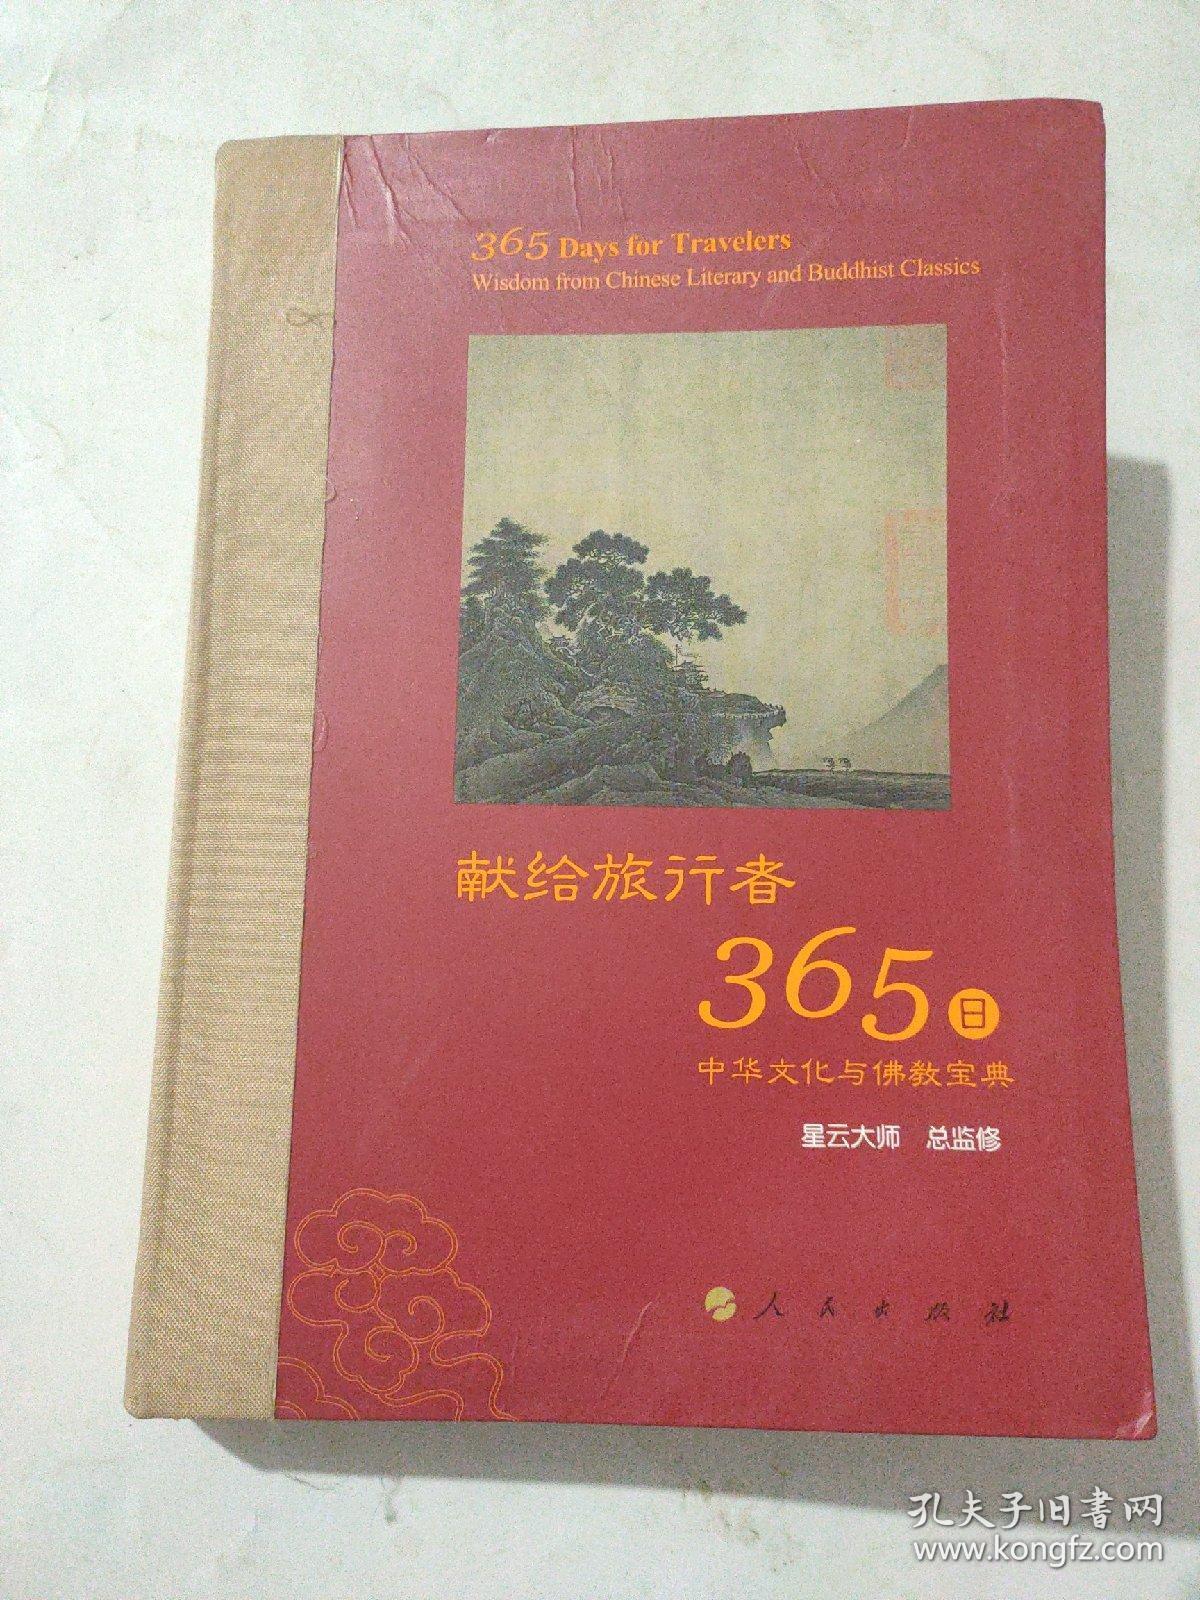 365 Days for Travelers
Wisdom from Chinese Literary and Buddhist Classics
献给旅行者
365日
中华文化与佛教宝典
星云大师 总监修
人民出版社
孔夫子旧书网
www.kongfz.com